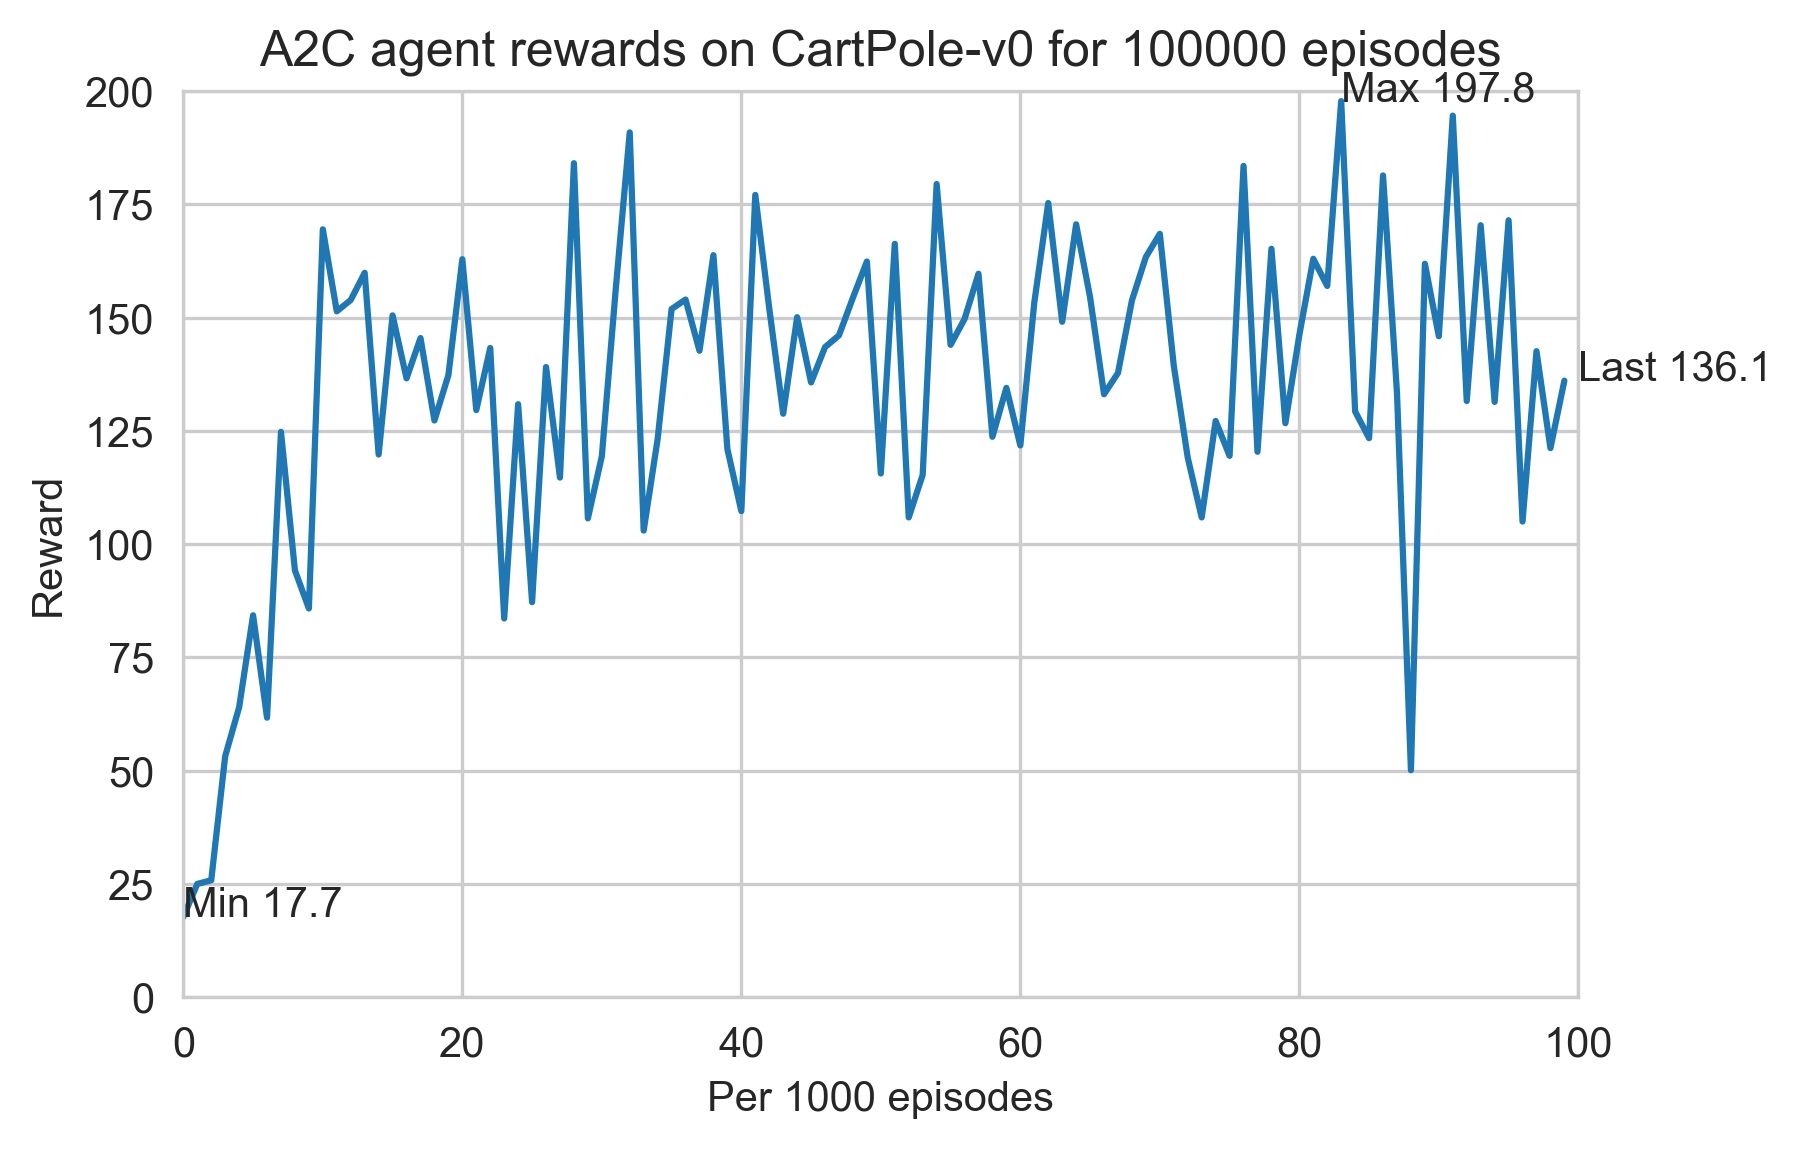 A2C agent rewards on CartPole-v0 for 100000 episodes
Max 197.8
200
175
150
Last 136.1
125
100
75
50
25
Min 17.7
0
Reward
0 20 40 60 80 100
Per 1000 episodes